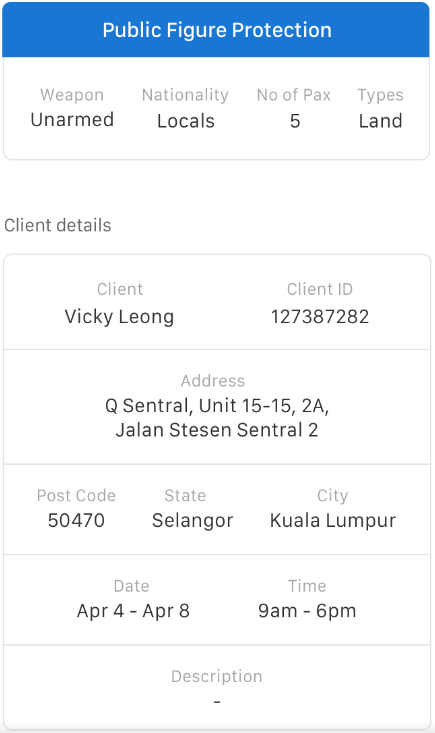 Public Figure Protection
Weapon Nationality No of Pax Types
Unarmed Locals 5 Land
Client details
Client Client ID
Vicky Leong 127387282
Address
Q Sentral, Unit 15-15, 2A,
Jalan Stesen Sentral 2
Post Code State City
50470 Selangor Kuala Lumpur
Date Time
Apr 4 - Apr 8 9am - 6pm
Description
-